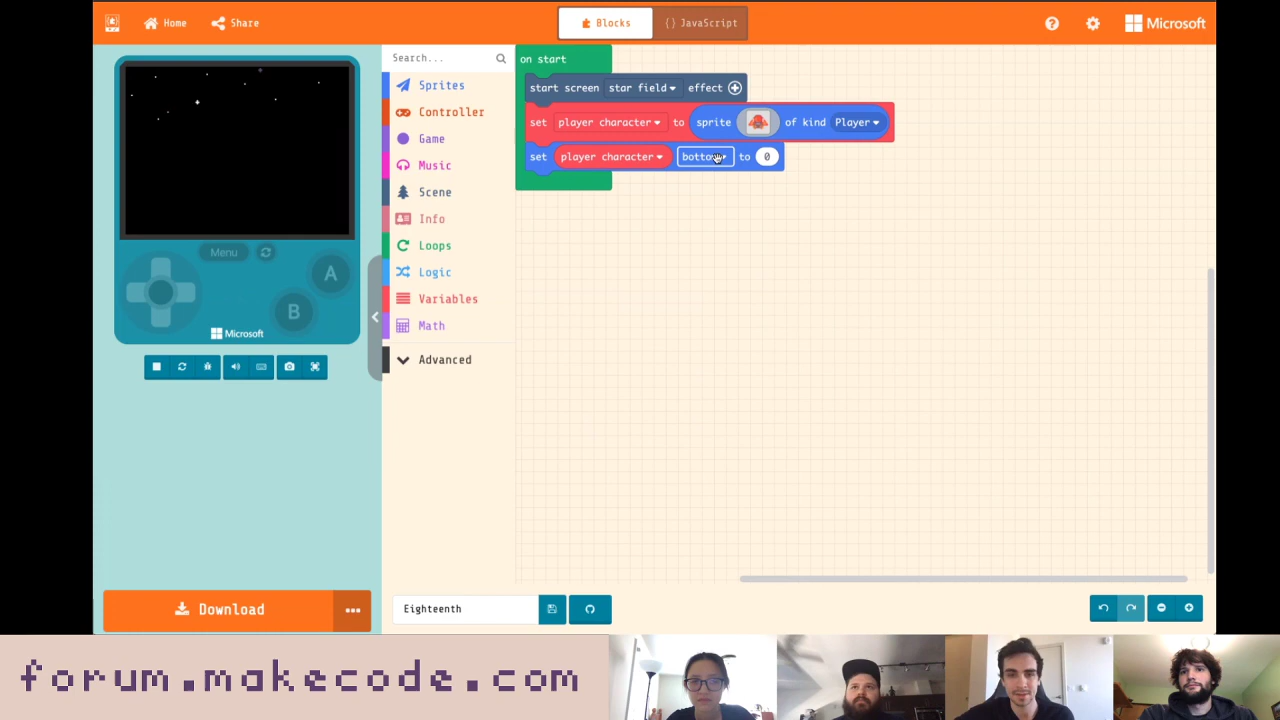 Home Share Blocks {} JavaScript Microsoft
Menu
A
B
Microsoft
Download
Search...
Sprites
Controller
Game
Music
Scene
Info
Loops
Logic
Variables
Math
Advanced
on start
start screen star field effect
set player character to sprite of kind Player
set player character bottom to 0
Eighteenth
forum.makecode.com